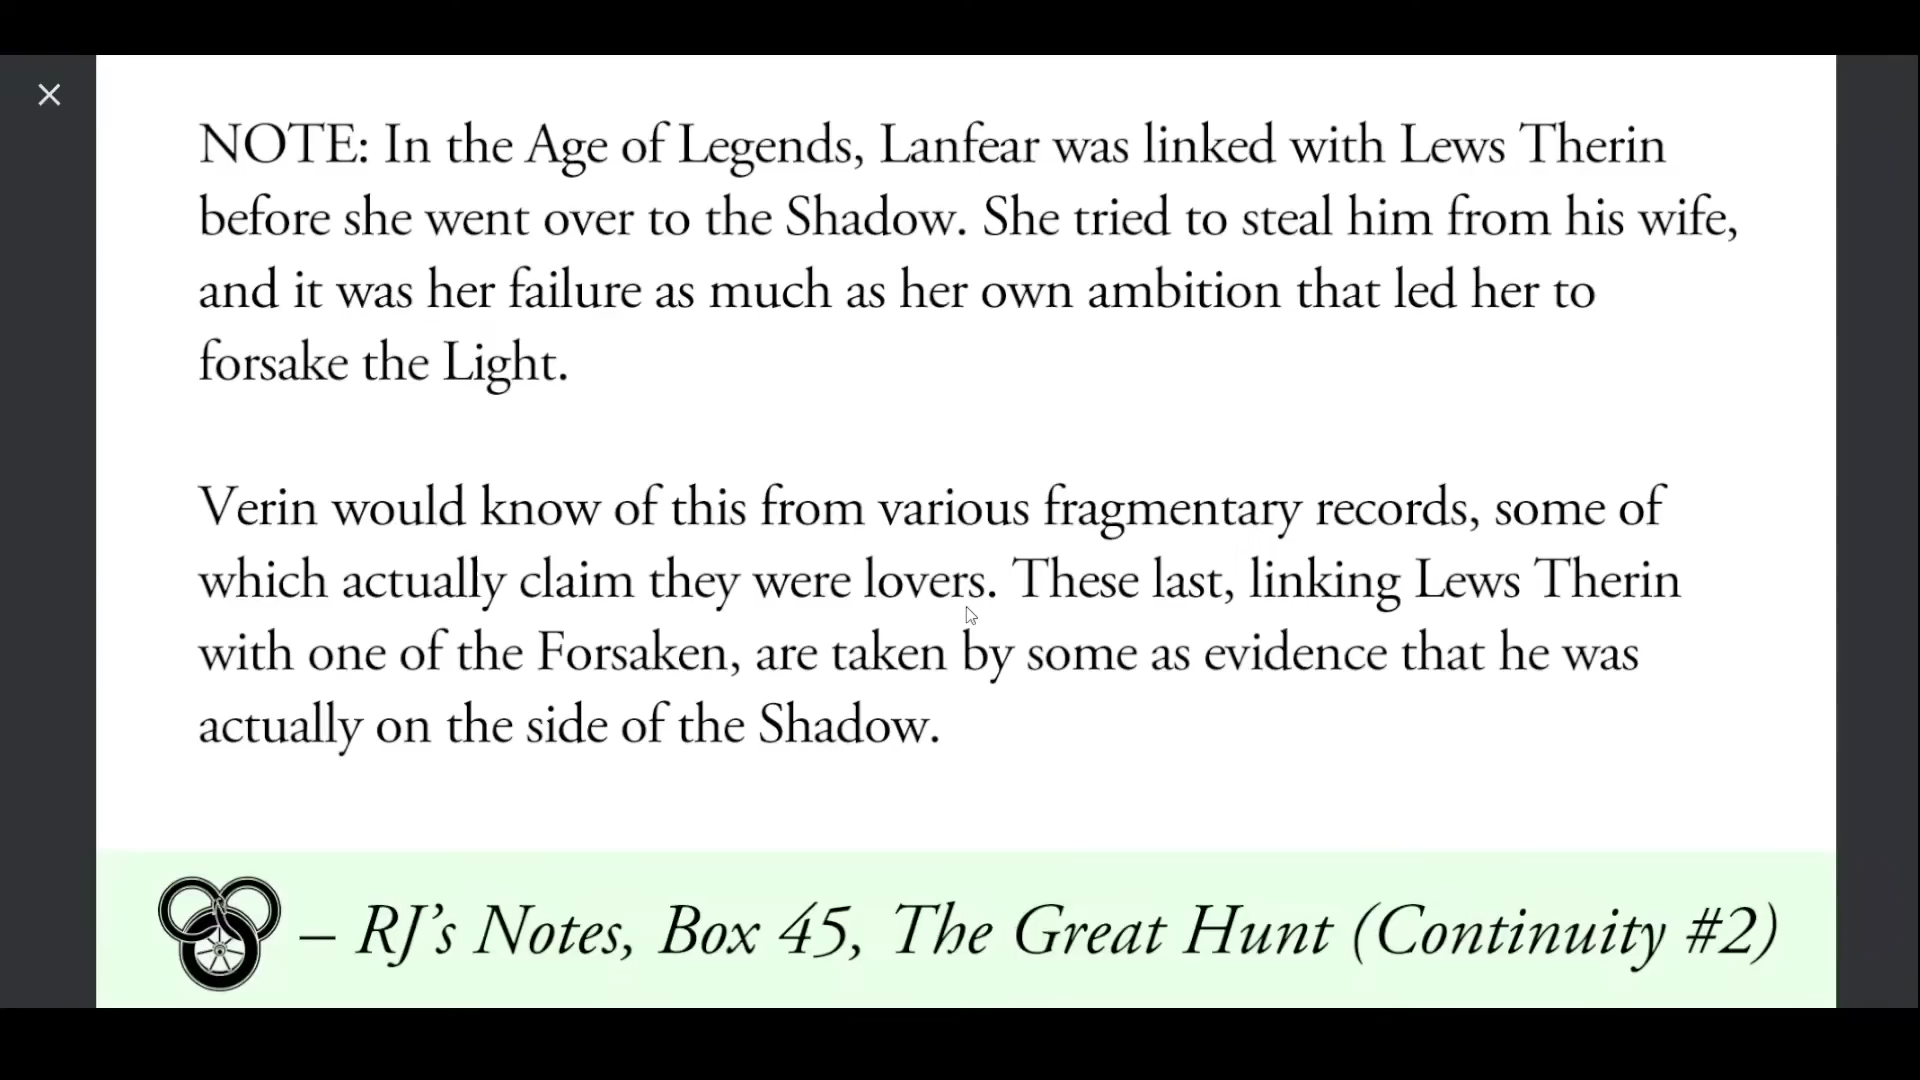 NOTE: In the Age of Legends, Lanfear was linked with Lews Therin
before she went over to the Shadow. She tried to steal him from his wife,
and it was her failure as much as her own ambition that led her to
forsake the Light.
Verin would know of this from various fragmentary records, some of
which actually claim they were lovers. These last, linking Lews Therin
with one of the Forsaken, are taken by some as evidence that he was
actually on the side of the Shadow.
– RJ’s Notes, Box 45, The Great Hunt (Continuity #2)